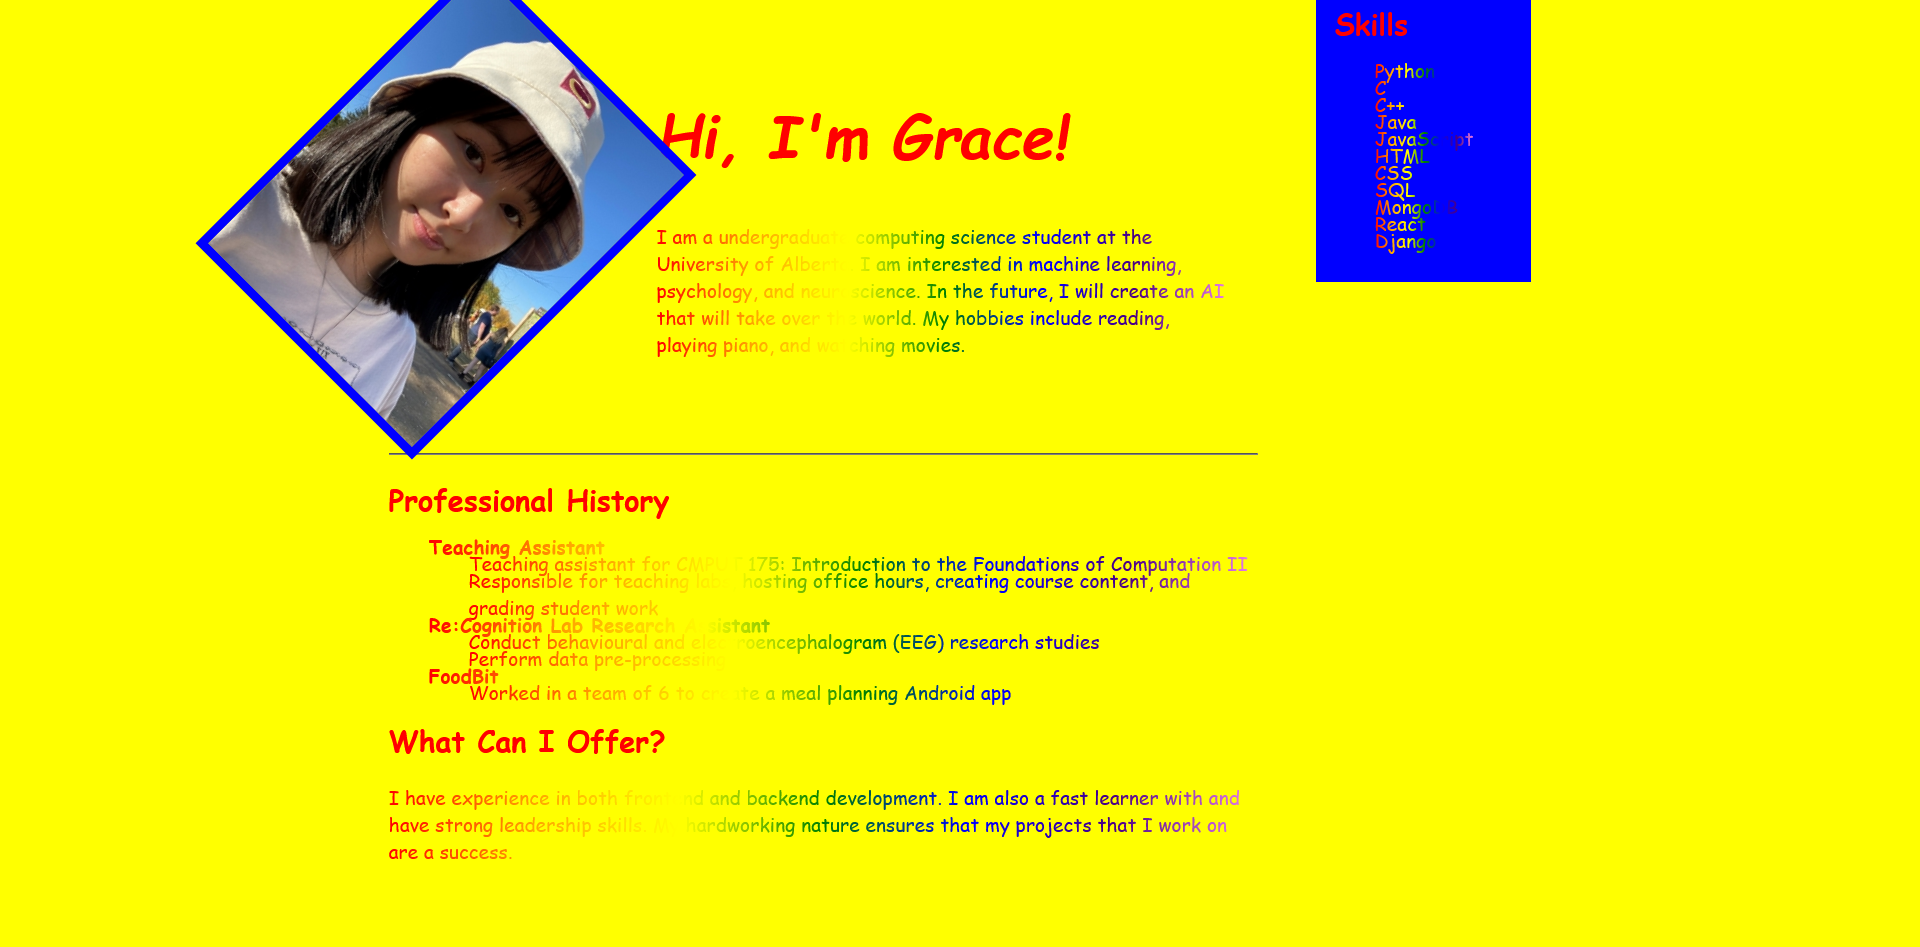 Hi, I'm Grace!
I am a undergraduate computing science student at the
University of Alberta. I am interested in machine learning,
psychology, and neuroscience. In the future, I will create an AI
that will take over the world. My hobbies include reading,
playing piano, and watching movies.
Skills
Python
C
C++
Java
JavaScript
HTML
CSS
SQL
MongoDB
React
Django
Professional History
Teaching Assistant
Teaching assistant for CMPUT 175: Introduction to the Foundations of Computation II
Responsible for teaching labs, hosting office hours, creating course content, and
grading student work
Re:Cognition Lab Research Assistant
Conduct behavioural and electroencephalogram (EEG) research studies
Perform data pre-processing
FoodBit
Worked in a team of 6 to create a meal planning Android app
What Can I Offer?
I have experience in both frontend and backend development. I am also a fast learner with and
have strong leadership skills. My hardworking nature ensures that my projects that I work on
are a success.